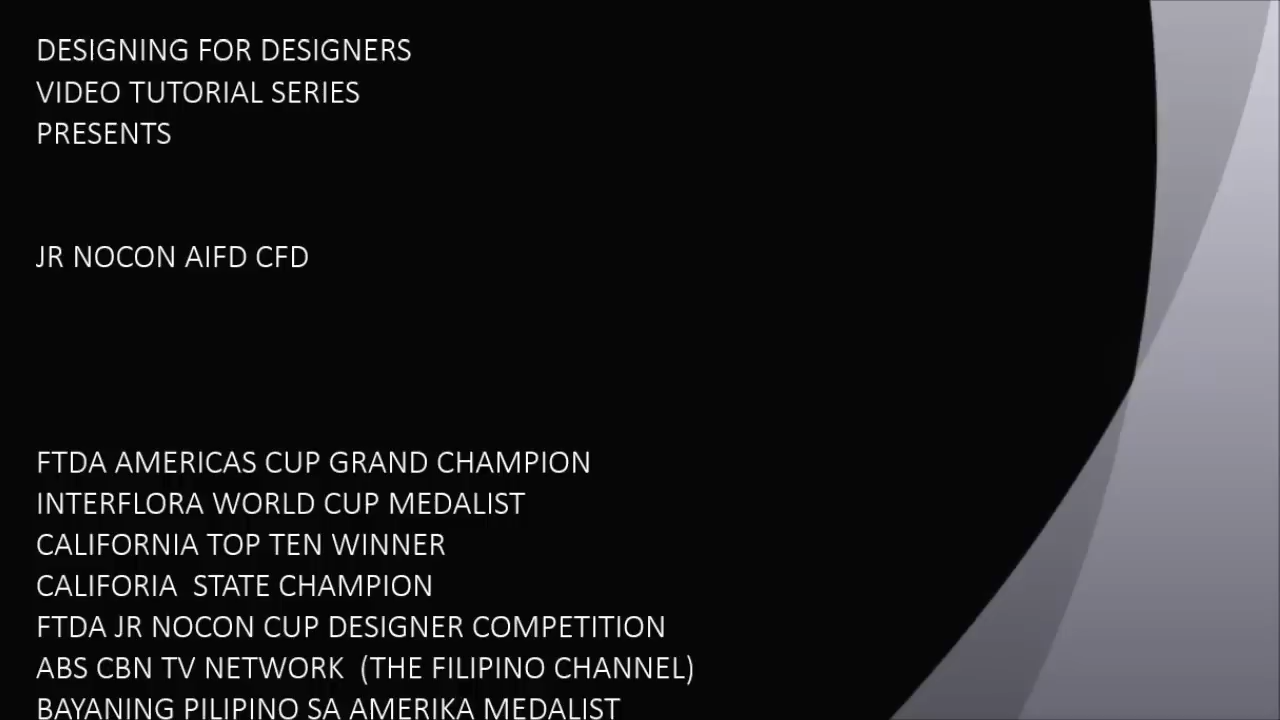 DESIGNING FOR DESIGNERS
VIDEO TUTORIAL SERIES
PRESENTS
JR NOCON AIFD CFD
FTDA AMERICAS CUP GRAND CHAMPION
INTERFLORA WORLD CUP MEDALIST
CALIFORNIA TOP TEN WINNER
CALIFORIA  STATE CHAMPION
FTDA JR NOCON CUP DESIGNER COMPETITION
ABS CBN TV NETWORK  (THE FILIPINO CHANNEL)
BAYANING PILIPINO SA AMERIKA MEDALIST